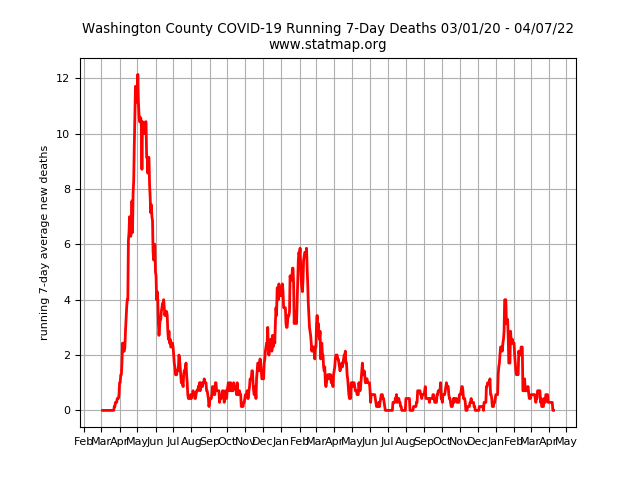 Washington County COVID-19 Running 7-Day Deaths 03/01/20 - 04/07/22
www.statmap.org
running 7-day average new deaths
12
10
8
6
4
2
0
Feb Mar Apr May Jun Jul Aug Sep Oct Nov Dec Jan Feb Mar Apr May Jun Jul Aug Sep Oct Nov Dec Jan Feb Mar Apr May